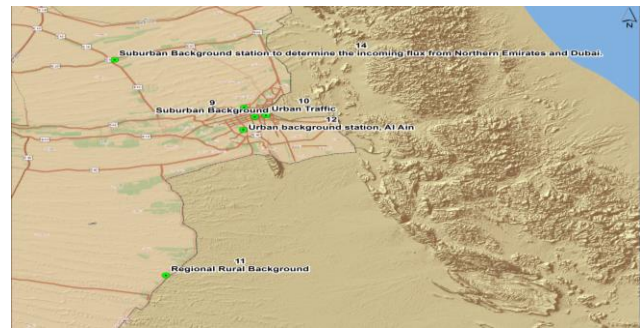 14
Suburban Background station to determine the incoming flux from Northern Emirates and Dubai.
9
10
Suburban Background
Urban Traffic
12
Urban background station, Al Ain
11
Regional Rural Background